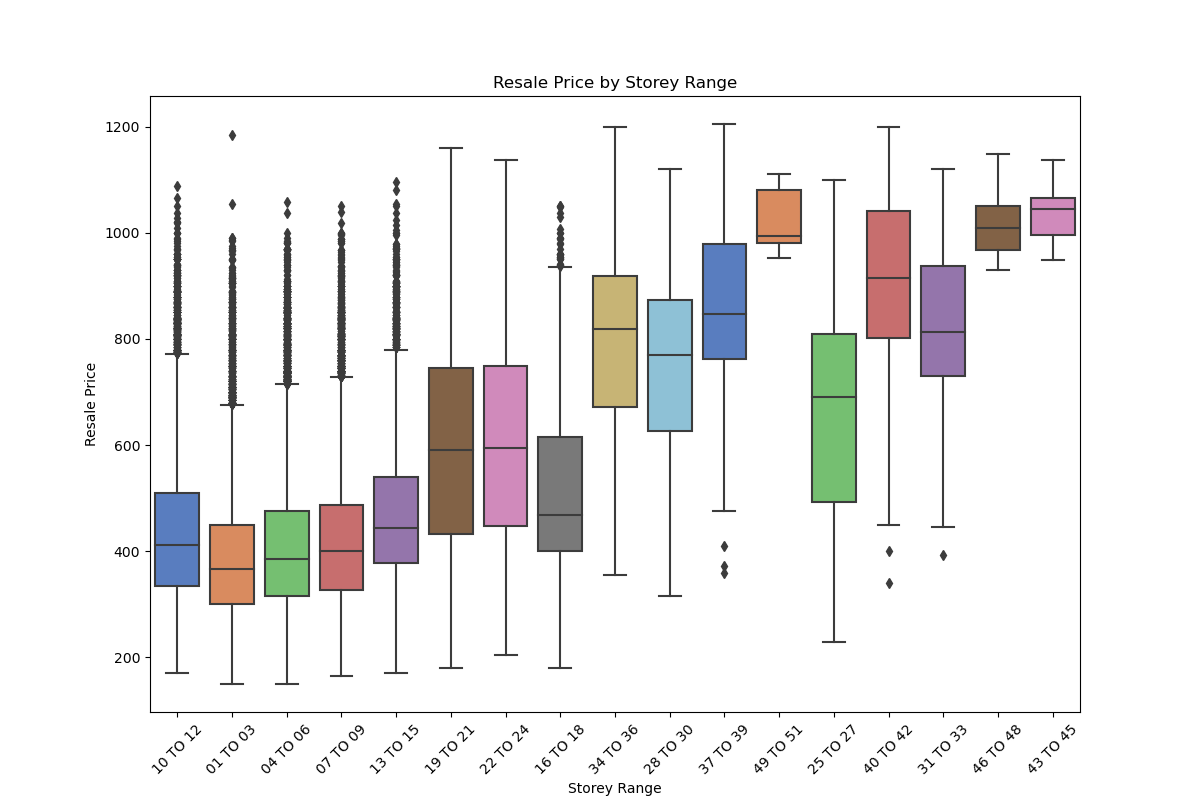 Resale Price by Storey Range
Resale Price
1200
1000
800
600
400
200
10 TO 12
01 TO 03
04 TO 06
07 TO 09
13 TO 15
19 TO 21
22 TO 24
16 TO 18
34 TO 36
28 TO 30
37 TO 39
49 TO 51
25 TO 27
40 TO 42
31 TO 33
46 TO 48
43 TO 45
Storey Range